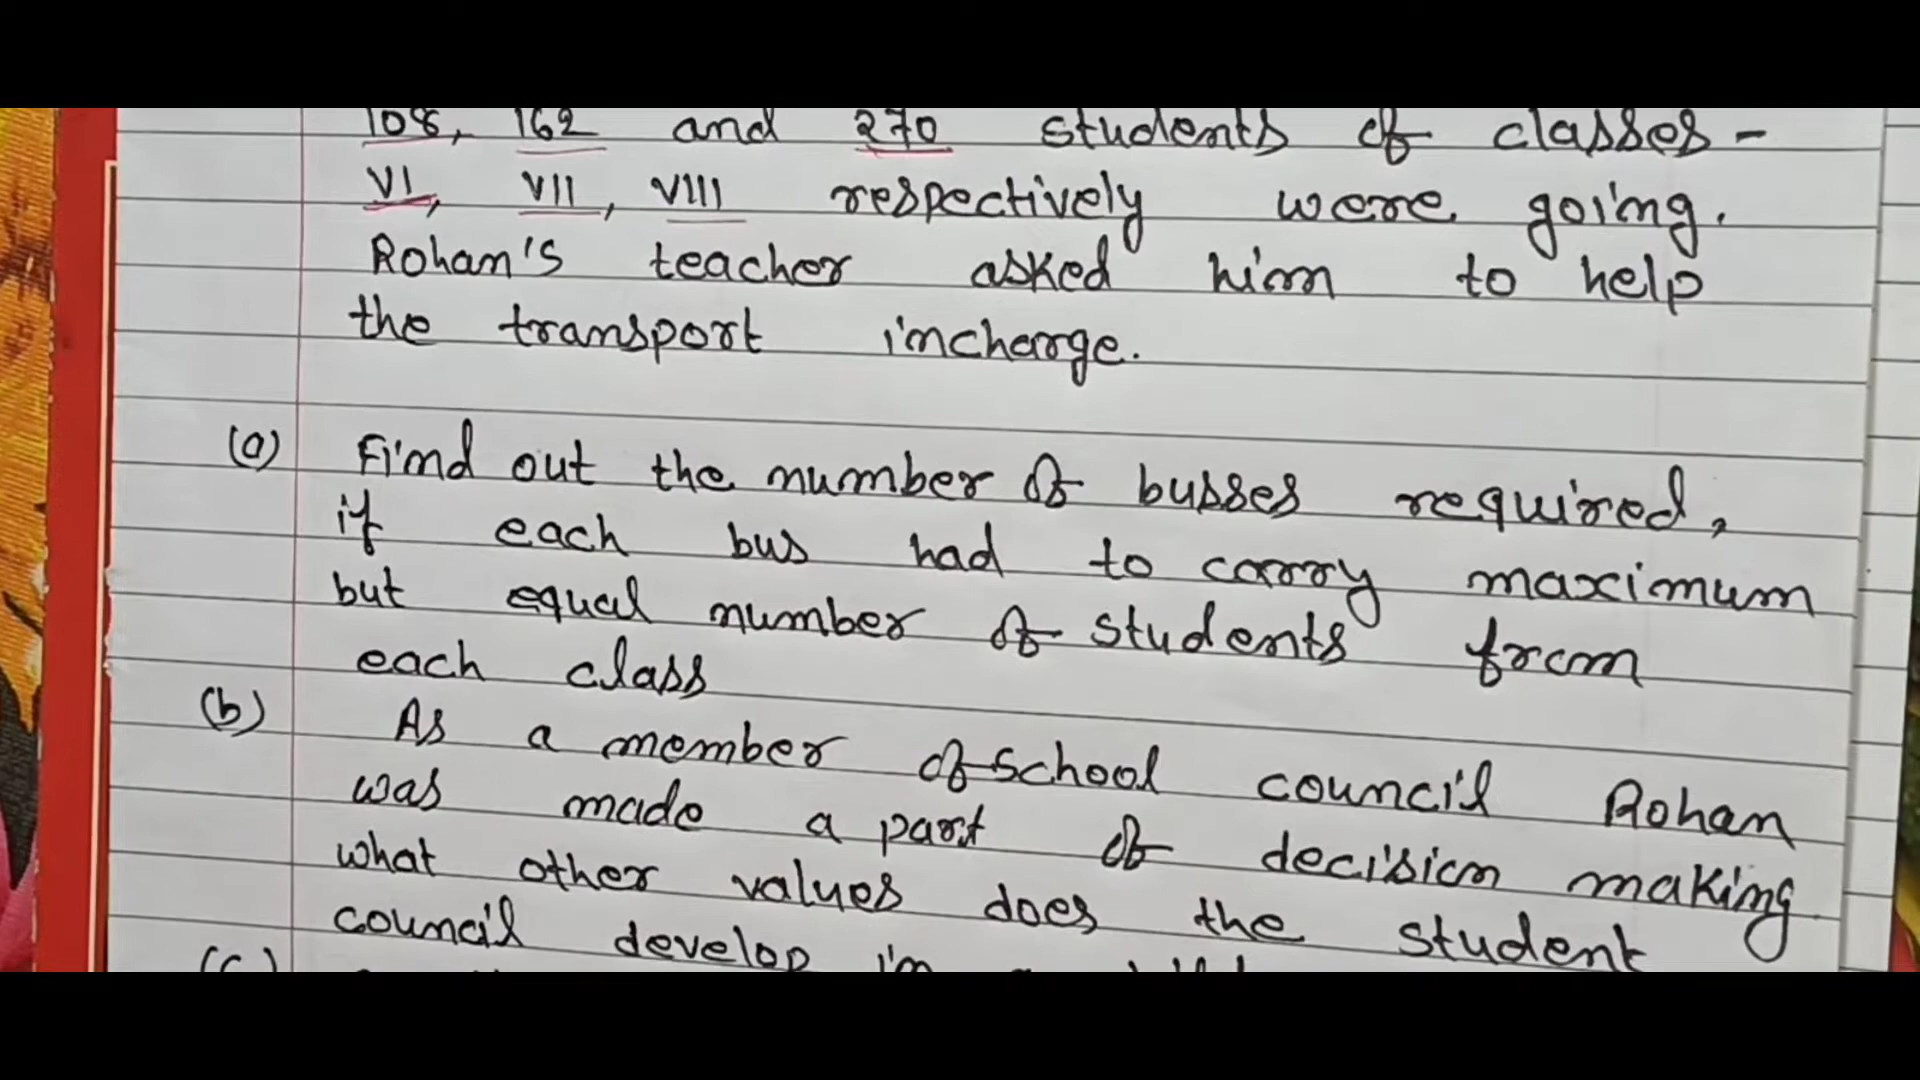 108, 162 and 270 students of classes -
VI, VII, VIII respectively were going.
Rohan's teacher asked him to help
the transport incharge.
(a) Find out the number of busses required,
if each bus had to carry maximum
but equal number of students from
each class
(b) As a member of school council Rohan
was made a part of decision making
what other values does the student
council develop in a
(c)